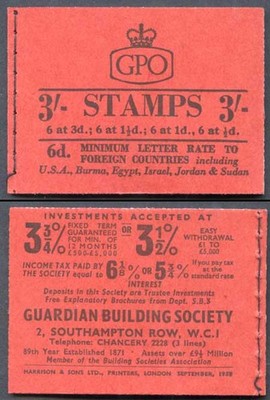 GPO
3/- STAMPS 3/-
6 at 3d.; 6 at 1½d.; 6 at 1d., 6 at ½d.
6d. MINIMUM LETTER RATE TO
FOREIGN COUNTRIES including
U.S.A., Burma, Egypt, Israel, Jordan & Sudan
INVESTMENTS ACCEPTED AT
3¾% FIXED TERM GUARANTEED FOR MIN. OF 12 MONTHS £500-£5,000 OR 3½% EASY WITHDRAWAL £1 TO £5,000
INCOME TAX PAID BY THE SOCIETY equal to 6⅛% OR 5¾% if you pay tax at the standard rate
INTEREST
Deposits in this Society are Trustee Investments
Free Explanatory Brochures from Dept. S.B.X
GUARDIAN BUILDING SOCIETY
2, SOUTHAMPTON ROW, W.C.1
Telephone: CHANCERY 2228 (3 lines)
89th Year Established 1871 · Assets over £9½ Million
Member of the Building Societies Association
HARRISON & SONS LTD., PRINTERS, LONDON SEPTEMBER, 1959